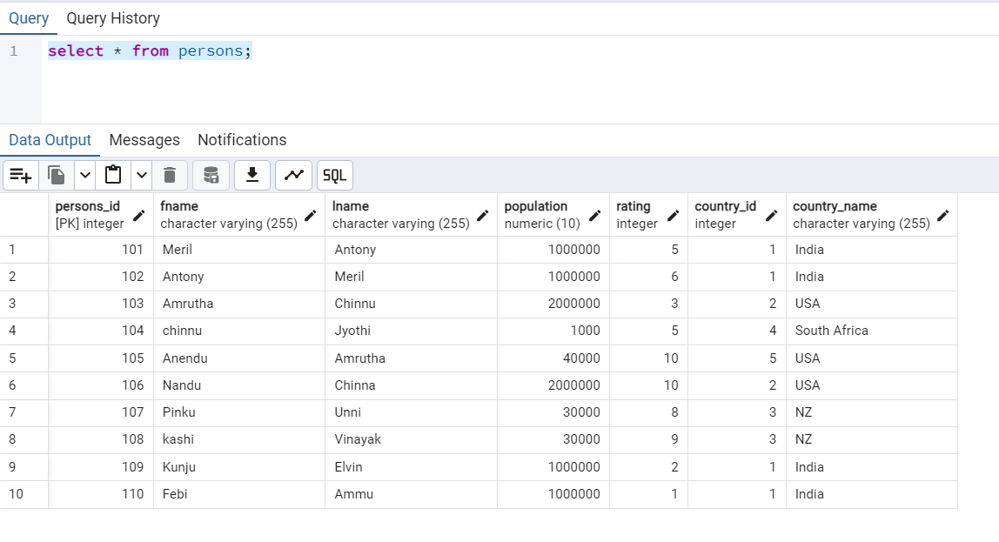 Query Query History
1 select * from persons;
Data Output Messages Notifications
SQL
persons_id fname lname population rating country_id country_name
[PK] integer character varying (255) character varying (255) numeric (10) integer integer character varying (255)
1 101 Meril Antony 1000000 5 1 India
2 102 Antony Meril 1000000 6 1 India
3 103 Amrutha Chinnu 2000000 3 2 USA
4 104 chinnu Jyothi 1000 5 4 South Africa
5 105 Anendu Amrutha 40000 10 5 USA
6 106 Nandu Chinna 2000000 10 2 USA
7 107 Pinku Unni 30000 8 3 NZ
8 108 kashi Vinayak 30000 9 3 NZ
9 109 Kunju Elvin 1000000 2 1 India
10 110 Febi Ammu 1000000 1 1 India